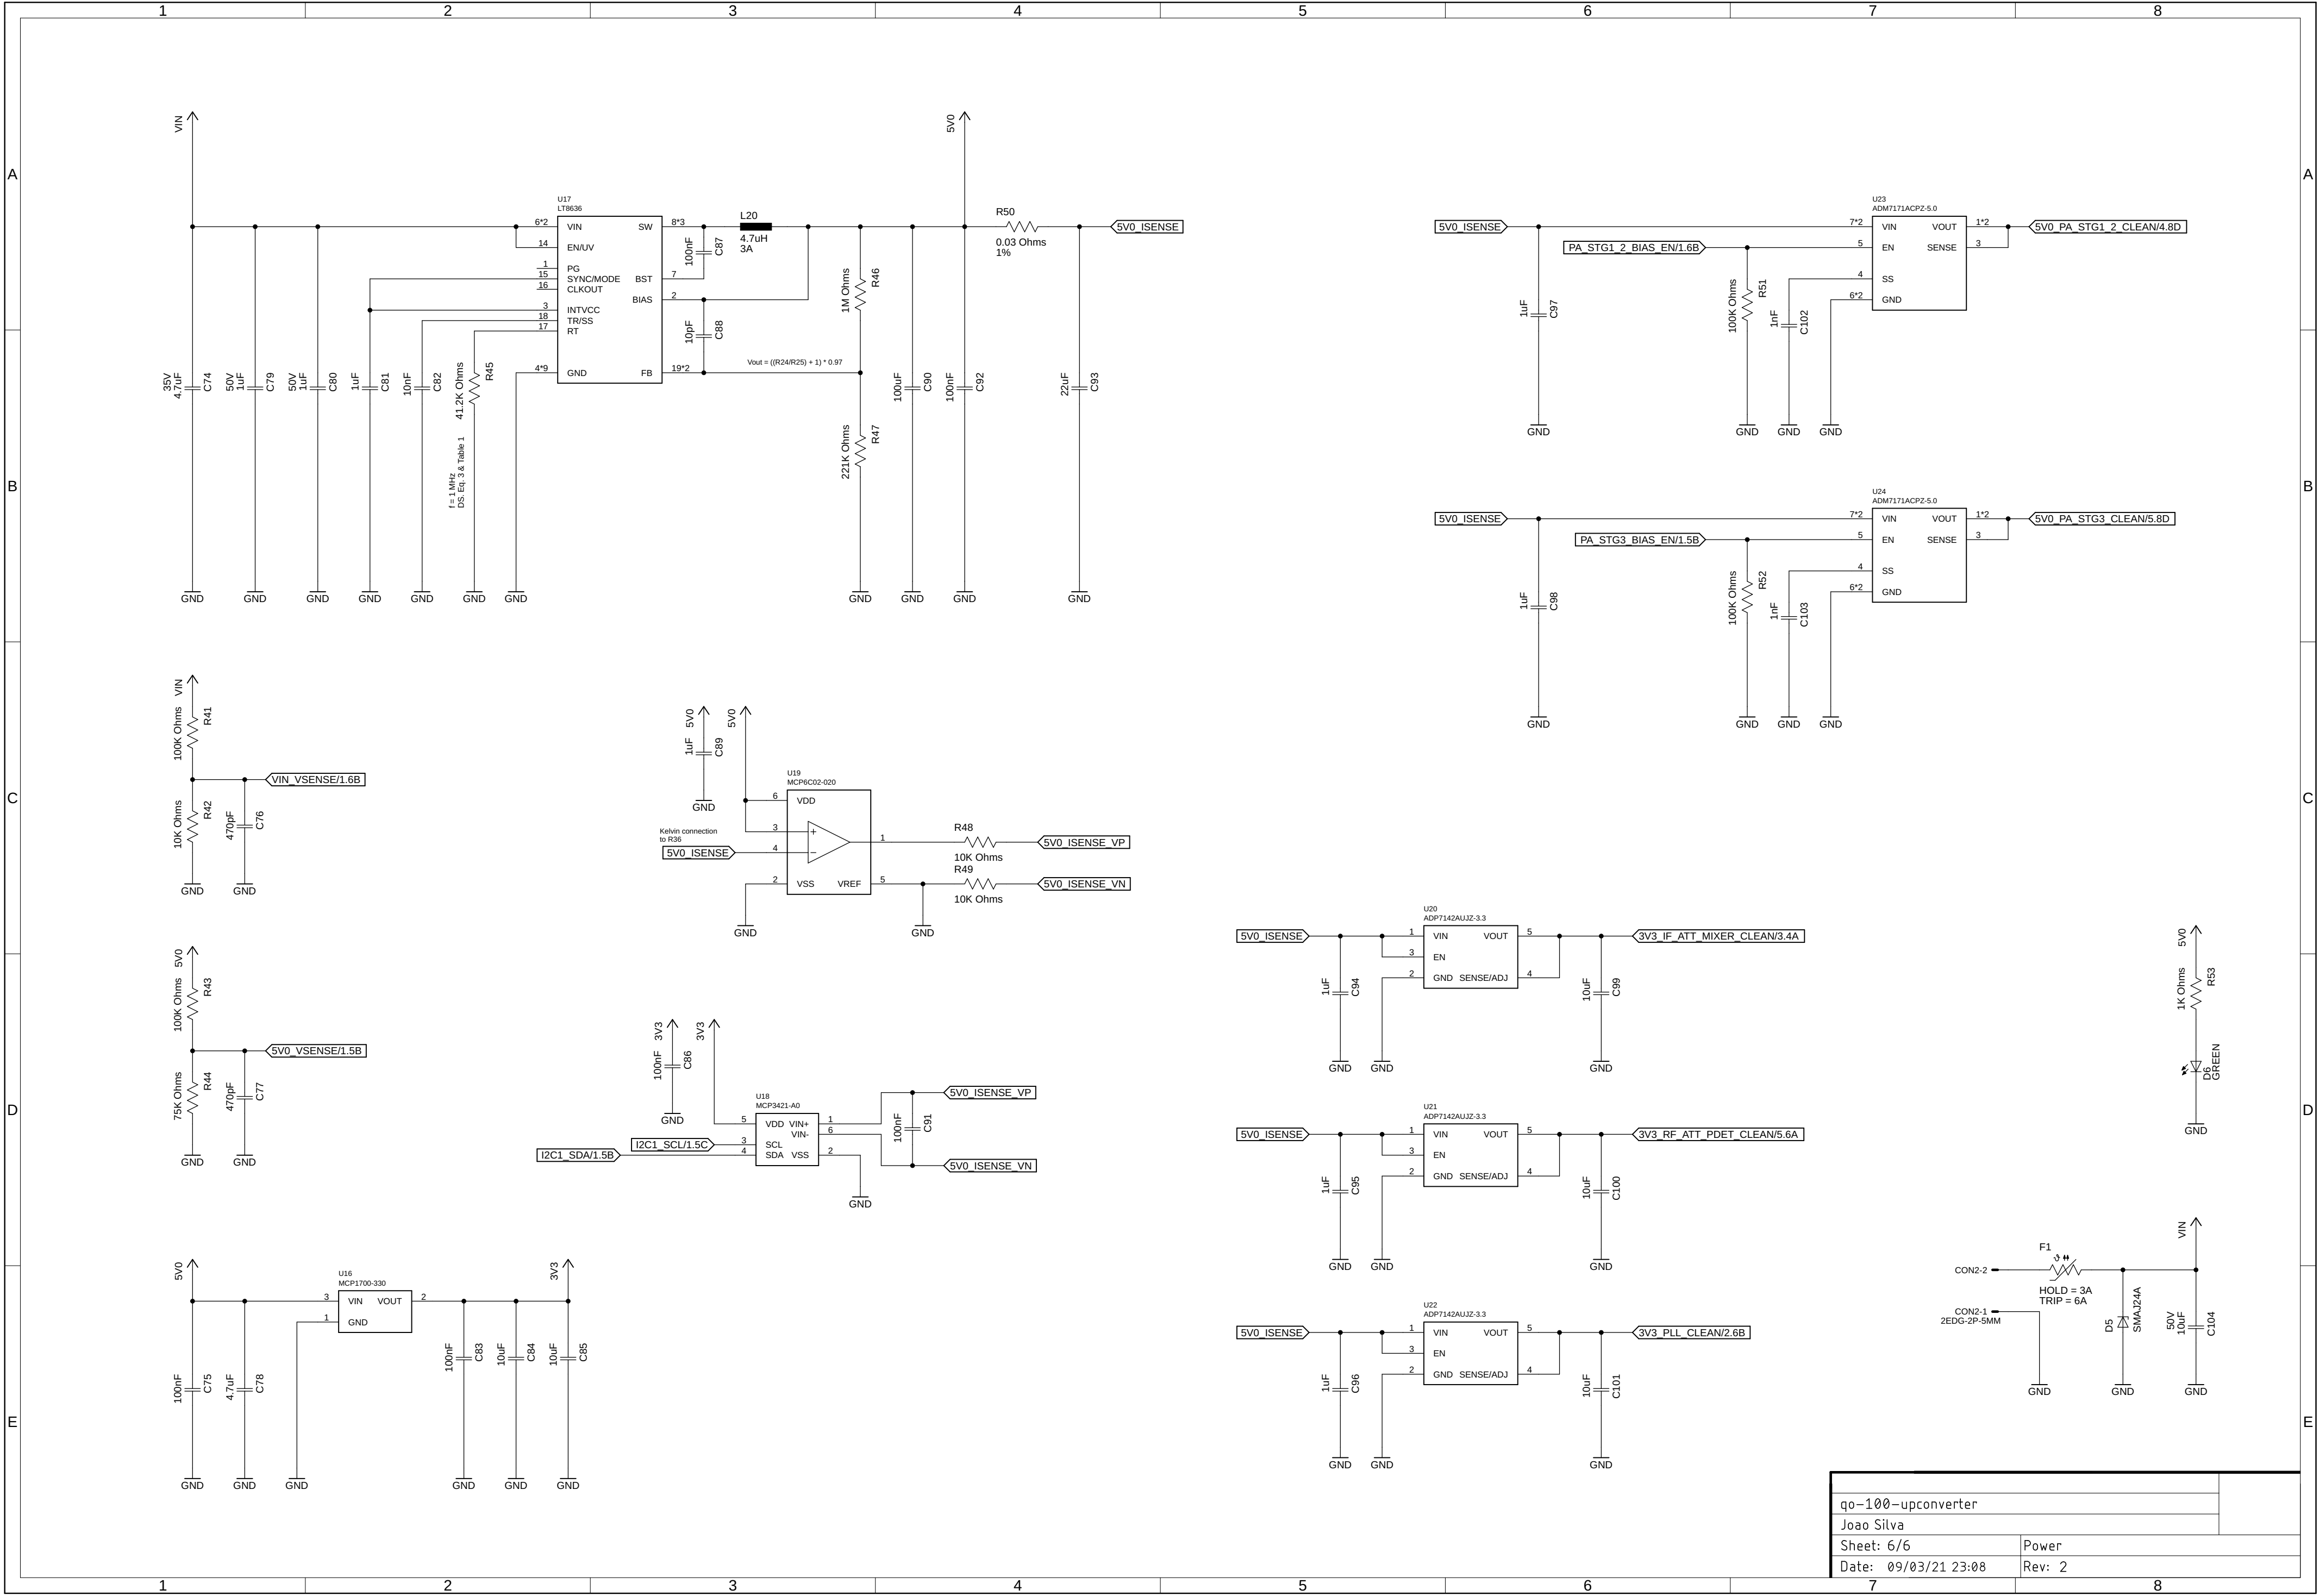 1 2 3 4 5 6 7 8
A
B
C
D
E
A
B
C
D
E
VIN
35V
4.7uF
C74
GND
50V
1uF
C79
GND
50V
1uF
C80
GND
1uF
C81
GND
10nF
C82
GND
41.2K Ohms
R45
f = 1 MHz
DS. Eq. 3 & Table 1
GND
GND
U17
LT8636
6*2 VIN
14 EN/UV
1 PG
15 SYNC/MODE
16 CLKOUT
3 INTVCC
18 TR/SS
17 RT
4*9 GND
SW 8*3
BST 7
BIAS 2
FB 19*2
100nF
C87
L20
4.7uH
3A
10pF
C88
Vout = ((R24/R25) + 1) * 0.97
1M Ohms
R46
221K Ohms
R47
GND
100uF
C90
GND
5V0
100nF
C92
GND
R50
0.03 Ohms
1%
5V0_ISENSE
22uF
C93
GND
5V0_ISENSE
1uF
C97
GND
PA_STG1_2_BIAS_EN/1.6B
100K Ohms
R51
GND
1nF
C102
GND
GND
U23
ADM7171ACPZ-5.0
7*2 VIN VOUT 1*2
5 EN SENSE 3
4 SS
6*2 GND
5V0_PA_STG1_2_CLEAN/4.8D
5V0_ISENSE
1uF
C98
GND
PA_STG3_BIAS_EN/1.5B
100K Ohms
R52
GND
1nF
C103
GND
GND
U24
ADM7171ACPZ-5.0
7*2 VIN VOUT 1*2
5 EN SENSE 3
4 SS
6*2 GND
5V0_PA_STG3_CLEAN/5.8D
VIN
100K Ohms
R41
VIN_VSENSE/1.6B
10K Ohms
R42
470pF
C76
GND
GND
5V0
1uF
C89
GND
5V0
U19
MCP6C02-020
6 VDD
3 +
4 −
2 VSS VREF 5
1
Kelvin connection
to R36
5V0_ISENSE
GND
GND
R48
10K Ohms
5V0_ISENSE_VP
R49
10K Ohms
5V0_ISENSE_VN
5V0
100K Ohms
R43
5V0_VSENSE/1.5B
75K Ohms
R44
470pF
C77
GND
GND
3V3
100nF
C86
GND
3V3
U18
MCP3421-A0
5 VDD VIN+ 1
VIN- 6
3 SCL
4 SDA VSS 2
I2C1_SCL/1.5C
I2C1_SDA/1.5B
GND
100nF
C91
5V0_ISENSE_VP
5V0_ISENSE_VN
5V0_ISENSE
1uF
C94
GND
GND
U20
ADP7142AUJZ-3.3
1 VIN VOUT 5
3 EN
2 GND SENSE/ADJ 4
10uF
C99
GND
3V3_IF_ATT_MIXER_CLEAN/3.4A
5V0_ISENSE
1uF
C95
GND
GND
U21
ADP7142AUJZ-3.3
1 VIN VOUT 5
3 EN
2 GND SENSE/ADJ 4
10uF
C100
GND
3V3_RF_ATT_PDET_CLEAN/5.6A
5V0_ISENSE
1uF
C96
GND
GND
U22
ADP7142AUJZ-3.3
1 VIN VOUT 5
3 EN
2 GND SENSE/ADJ 4
10uF
C101
GND
3V3_PLL_CLEAN/2.6B
5V0
1K Ohms
R53
D6
GREEN
GND
5V0
100nF
C75
GND
4.7uF
C78
GND
GND
U16
MCP1700-330
3 VIN VOUT 2
1 GND
3V3
100nF
C83
GND
10uF
C84
GND
10uF
C85
GND
CON2-2
CON2-1
2EDG-2P-5MM
F1
HOLD = 3A
TRIP = 6A
GND
D5
SMAJ24A
GND
VIN
50V
10uF
C104
GND
qo-100-upconverter
Joao Silva
Sheet: 6/6 Power
Date: 09/03/21 23:08 Rev: 2
1 2 3 4 5 6 7 8